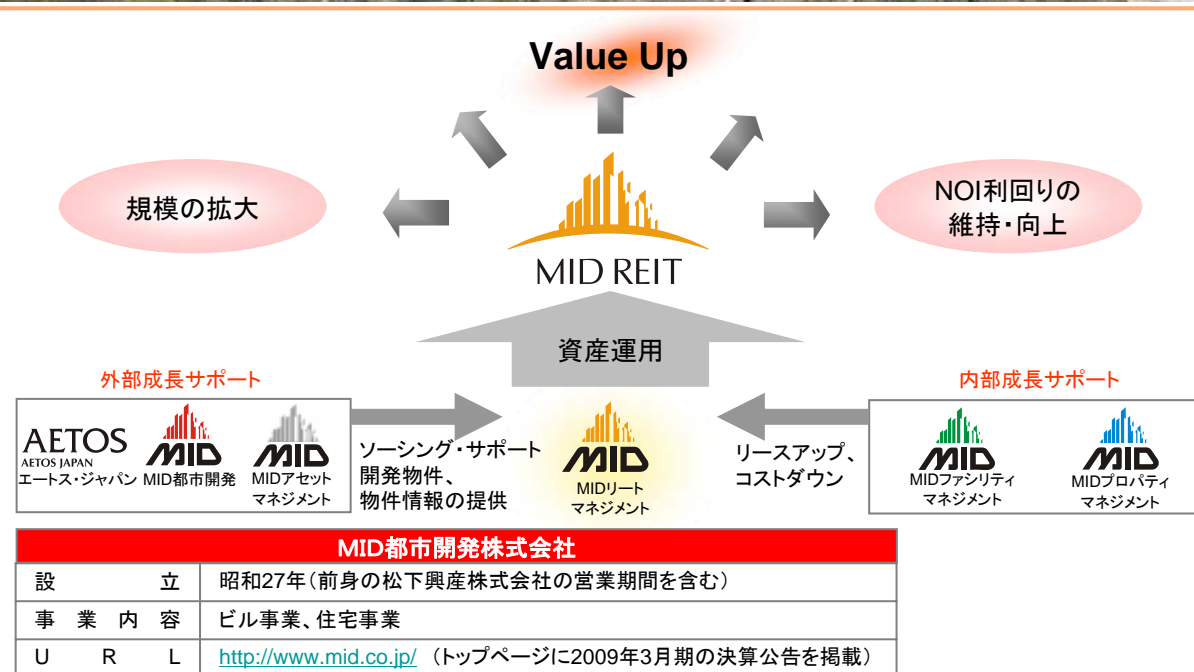 Value Up
規模の拡大
NOI利回りの
維持・向上
MID REIT
資産運用
外部成長サポート
内部成長サポート
AETOS
AETOS JAPAN
エートス・ジャパン
MID
MID都市開発
MID
MIDアセット
マネジメント
ソーシング・サポート
開発物件、
物件情報の提供
MID
MIDリート
マネジメント
リースアップ、
コストダウン
MID
MIDファシリティ
マネジメント
MID
MIDプロパティ
マネジメント
MID都市開発株式会社
設立 昭和27年(前身の松下興産株式会社の営業期間を含む)
事業内容 ビル事業、住宅事業
URL http://www.mid.co.jp/ (トップページに2009年3月期の決算公告を掲載)